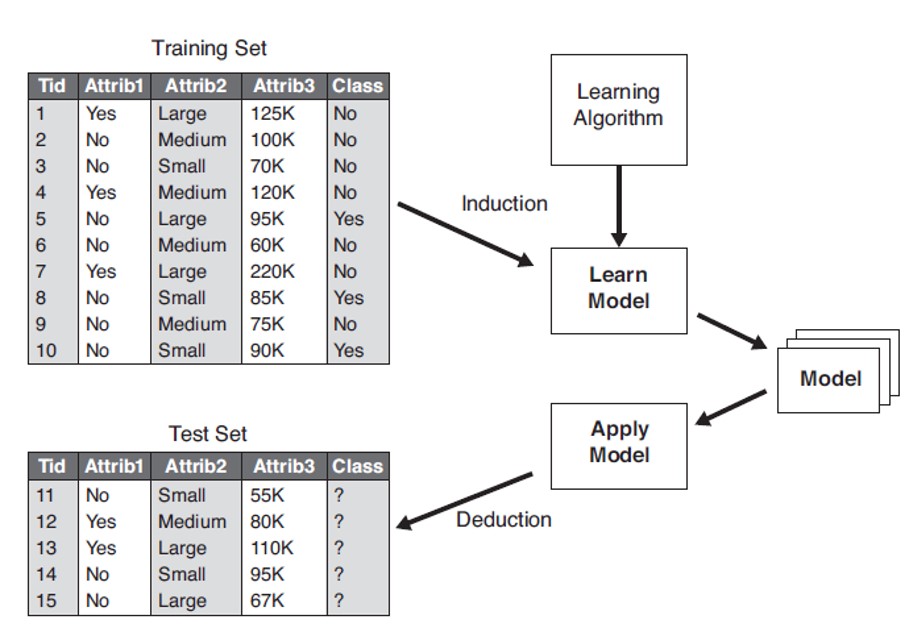 Training Set
Tid Attrib1 Attrib2 Attrib3 Class
1 Yes Large 125K No
2 No Medium 100K No
3 No Small 70K No
4 Yes Medium 120K No
5 No Large 95K Yes
6 No Medium 60K No
7 Yes Large 220K No
8 No Small 85K Yes
9 No Medium 75K No
10 No Small 90K Yes
Learning
Algorithm
Induction
Learn
Model
Model
Apply
Model
Deduction
Test Set
Tid Attrib1 Attrib2 Attrib3 Class
11 No Small 55K ?
12 Yes Medium 80K ?
13 Yes Large 110K ?
14 No Small 95K ?
15 No Large 67K ?